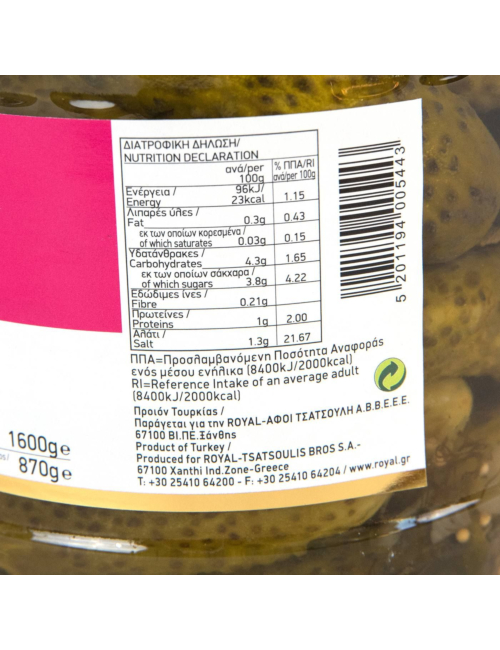 ΔΙΑΤΡΟΦΙΚΗ ΔΗΛΩΣΗ/
NUTRITION DECLARATION
ανά/per
100g
% ΠΠΑ/RI
ανά/per 100g
Ενέργεια /
Energy
96kJ/
23kcal
1.15
Λιπαρές ύλες /
Fat
0.3g
0.43
εκ των οποίων κορεσμένα /
of which saturates
0.03g
0.15
Υδατάνθρακες /
Carbohydrates
4.3g
1.65
εκ των οποίων σάκχαρα /
of which sugars
3.8g
4.22
Εδώδιμες ίνες /
Fibre
0.21g
Πρωτείνες /
Proteins
1g
2.00
Αλάτι /
Salt
1.3g
21.67
ΠΠΑ=Προσλαμβανόμενη Ποσότητα Αναφοράς
ενός μέσου ενήλικα (8400kJ/2000kcal)
RI=Reference Intake of an average adult
(8400kJ/2000kcal)
Προιόν Τουρκίας /
Παράγεται για την ROYAL-ΑΦΟΙ ΤΣΑΤΣΟΥΛΗ Α.Β.Β.Ε.Ε.Ε.
67100 ΒΙ.ΠΕ.Ξάνθης
Product of Turkey /
Produced for ROYAL-TSATSOULIS BROS S.A.-
67100 Xanthi Ind.Zone-Greece
T: +30 25410 64200 - F: +30 25410 64204 / www.royal.gr
1600g e
870g e
5 201194 005443